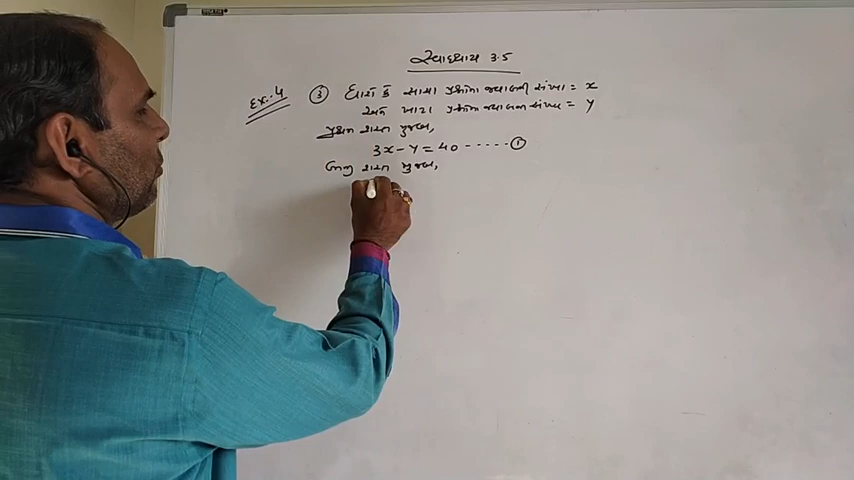 સ્વાધ્યાય 3.5
Ex:-4 ③ ધારો કે સાચા પ્રશ્નોના જવાબની સંખ્યા = x
અને ખોટા પ્રશ્નોના જવાબની સંખ્યા = y
પ્રથમ શરત મુજબ,
3x - y = 40 ------ ①
બીજી શરત મુજબ,